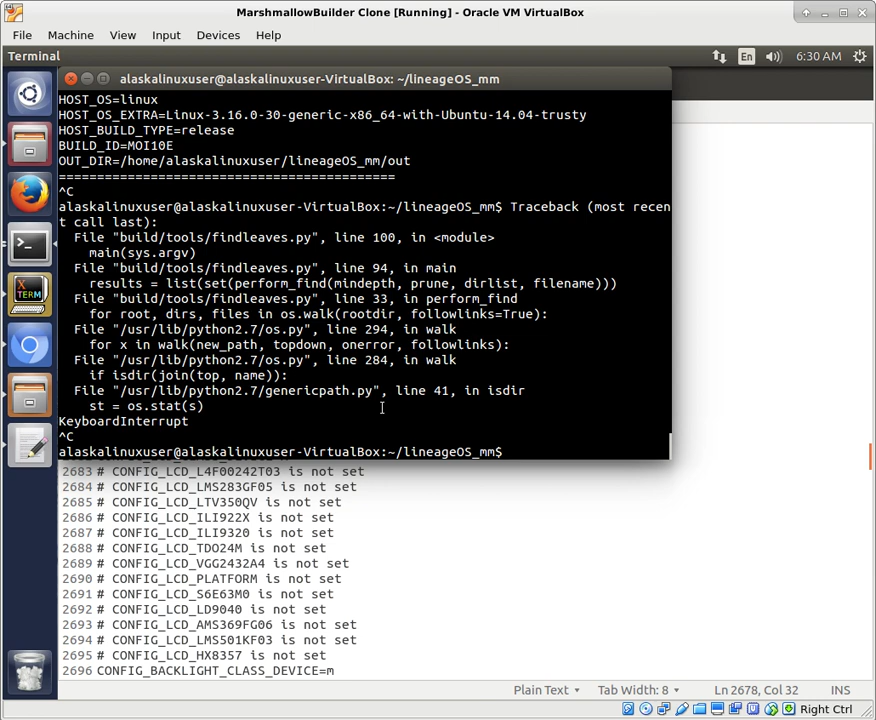 MarshmallowBuilder Clone [Running] - Oracle VM VirtualBox
File Machine View Input Devices Help
Terminal
En
6:30 AM
alaskalinuxuser@alaskalinuxuser-VirtualBox: ~/lineageOS_mm
HOST_OS=linux
HOST_OS_EXTRA=Linux-3.16.0-30-generic-x86_64-with-Ubuntu-14.04-trusty
HOST_BUILD_TYPE=release
BUILD_ID=MOI10E
OUT_DIR=/home/alaskalinuxuser/lineageOS_mm/out
============================================
^C
alaskalinuxuser@alaskalinuxuser-VirtualBox:~/lineageOS_mm$ Traceback (most recen
t call last):
File "build/tools/findleaves.py", line 100, in <module>
main(sys.argv)
File "build/tools/findleaves.py", line 94, in main
results = list(set(perform_find(mindepth, prune, dirlist, filename)))
File "build/tools/findleaves.py", line 33, in perform_find
for root, dirs, files in os.walk(rootdir, followlinks=True):
File "/usr/lib/python2.7/os.py", line 294, in walk
for x in walk(new_path, topdown, onerror, followlinks):
File "/usr/lib/python2.7/os.py", line 284, in walk
if isdir(join(top, name)):
File "/usr/lib/python2.7/genericpath.py", line 41, in isdir
st = os.stat(s)
KeyboardInterrupt
^C
alaskalinuxuser@alaskalinuxuser-VirtualBox:~/lineageOS_mm$
X
TERM
2683 # CONFIG_LCD_L4F00242T03 is not set
2684 # CONFIG_LCD_LMS283GF05 is not set
2685 # CONFIG_LCD_LTV350QV is not set
2686 # CONFIG_LCD_ILI922X is not set
2687 # CONFIG_LCD_ILI9320 is not set
2688 # CONFIG_LCD_TDO24M is not set
2689 # CONFIG_LCD_VGG2432A4 is not set
2690 # CONFIG_LCD_PLATFORM is not set
2691 # CONFIG_LCD_S6E63M0 is not set
2692 # CONFIG_LCD_LD9040 is not set
2693 # CONFIG_LCD_AMS369FG06 is not set
2694 # CONFIG_LCD_LMS501KF03 is not set
2695 # CONFIG_LCD_HX8357 is not set
2696 CONFIG_BACKLIGHT_CLASS_DEVICE=m
Plain Text Tab Width: 8 Ln 2678, Col 32 INS
Right Ctrl